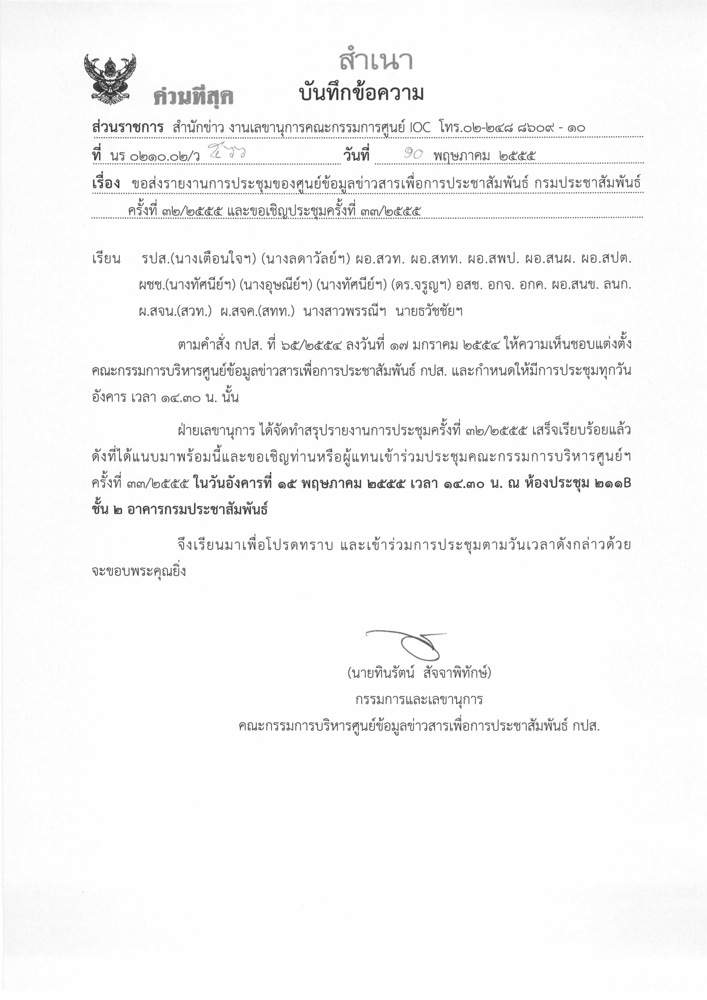 สำเนา
ด่วนที่สุด
บันทึกข้อความ
ส่วนราชการ สำนักข่าว งานเลขานุการคณะกรรมการศูนย์ IOC โทร.๐๒-๒๔๘ ๘๖๐๙ - ๑๐
ที่ นร ๐๒๑๐.๐๒/ว วันที่ ๑๐ พฤษภาคม ๒๕๕๕
เรื่อง ขอส่งรายงานการประชุมของศูนย์ข้อมูลข่าวสารเพื่อการประชาสัมพันธ์ กรมประชาสัมพันธ์
ครั้งที่ ๓๒/๒๕๕๕ และขอเชิญประชุมครั้งที่ ๓๓/๒๕๕๕
เรียน รปส.(นางเตือนใจฯ) (นางลดาวัลย์ฯ) ผอ.สวท. ผอ.สทท. ผอ.สพป. ผอ.สนผ. ผอ.สปต.
ผชช.(นางทัศนีย์ฯ) (นางอุษณีย์ฯ) (นางทัศนีย์ฯ) (ดร.จรูญฯ) อสช. อกจ. อกค. ผอ.สนข. ลนก.
ผ.สจน.(สวท.) ผ.สจค.(สทท.) นางสาวพรรณีฯ นายธวัชชัยฯ
ตามคำสั่ง กปส. ที่ ๖๕/๒๕๕๔ ลงวันที่ ๑๗ มกราคม ๒๕๕๔ ให้ความเห็นชอบแต่งตั้ง
คณะกรรมการบริหารศูนย์ข้อมูลข่าวสารเพื่อการประชาสัมพันธ์ กปส. และกำหนดให้มีการประชุมทุกวัน
อังคาร เวลา ๑๔.๓๐ น. นั้น
ฝ่ายเลขานุการ ได้จัดทำสรุปรายงานการประชุมครั้งที่ ๓๒/๒๕๕๕ เสร็จเรียบร้อยแล้ว
ดังที่ได้แนบมาพร้อมนี้และขอเชิญท่านหรือผู้แทนเข้าร่วมประชุมคณะกรรมการบริหารศูนย์ฯ
ครั้งที่ ๓๓/๒๕๕๕ ในวันอังคารที่ ๑๕ พฤษภาคม ๒๕๕๕ เวลา ๑๔.๓๐ น. ณ ห้องประชุม ๒๑๑B
ชั้น ๒ อาคารกรมประชาสัมพันธ์
จึงเรียนมาเพื่อโปรดทราบ และเข้าร่วมการประชุมตามวันเวลาดังกล่าวด้วย
จะขอบพระคุณยิ่ง
(นายทินรัตน์ สัจจาพิทักษ์)
กรรมการและเลขานุการ
คณะกรรมการบริหารศูนย์ข้อมูลข่าวสารเพื่อการประชาสัมพันธ์ กปส.